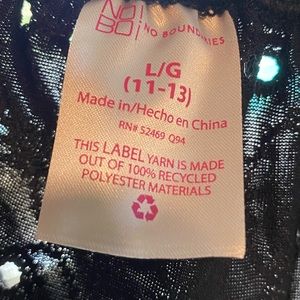 NO
BO
NO BOUNDARIES
L/G
(11-13)
Made in/Hecho en China
RN# 52469 Q94
THIS LABEL YARN IS MADE
OUT OF 100% RECYCLED
POLYESTER MATERIALS